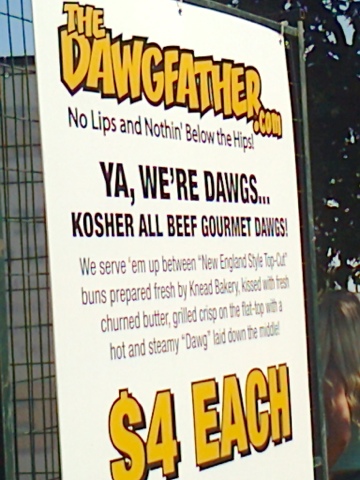 THE
DAWGFATHER
.com
No Lips and Nothin' Below the Hips!
YA, WE'RE DAWGS...
KOSHER ALL BEEF GOURMET DAWGS!
We serve 'em up between "New England Style Top-Cut"
buns prepared fresh by Knead Bakery, kissed with fresh
churned butter, grilled crisp on the flat-top with a
hot and steamy "Dawg" laid down the middle!
$4 EACH